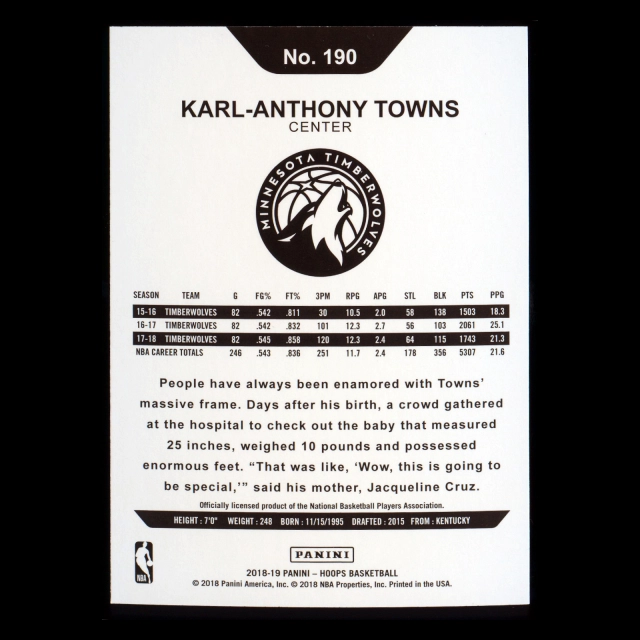 No. 190
KARL-ANTHONY TOWNS
CENTER
MINNESOTA TIMBERWOLVES
SEASON TEAM G FG% FT% 3PM RPG APG STL BLK PTS PPG
15-16 TIMBERWOLVES 82 .542 .811 30 10.5 2.0 58 138 1503 18.3
16-17 TIMBERWOLVES 82 .542 .832 101 12.3 2.7 56 103 2061 25.1
17-18 TIMBERWOLVES 82 .545 .858 120 12.3 2.4 64 115 1743 21.3
NBA CAREER TOTALS 246 .543 .836 251 11.7 2.4 178 356 5307 21.6
People have always been enamored with Towns’
massive frame. Days after his birth, a crowd gathered
at the hospital to check out the baby that measured
25 inches, weighed 10 pounds and possessed
enormous feet. “That was like, ‘Wow, this is going to
be special,’” said his mother, Jacqueline Cruz.
Officially licensed product of the National Basketball Players Association.
HEIGHT: 7'0" WEIGHT: 248 BORN: 11/15/1995 DRAFTED: 2015 FROM: KENTUCKY
PANINI
NBA
2018-19 PANINI – HOOPS BASKETBALL
© 2018 Panini America, Inc. © 2018 NBA Properties, Inc. Printed in the USA.